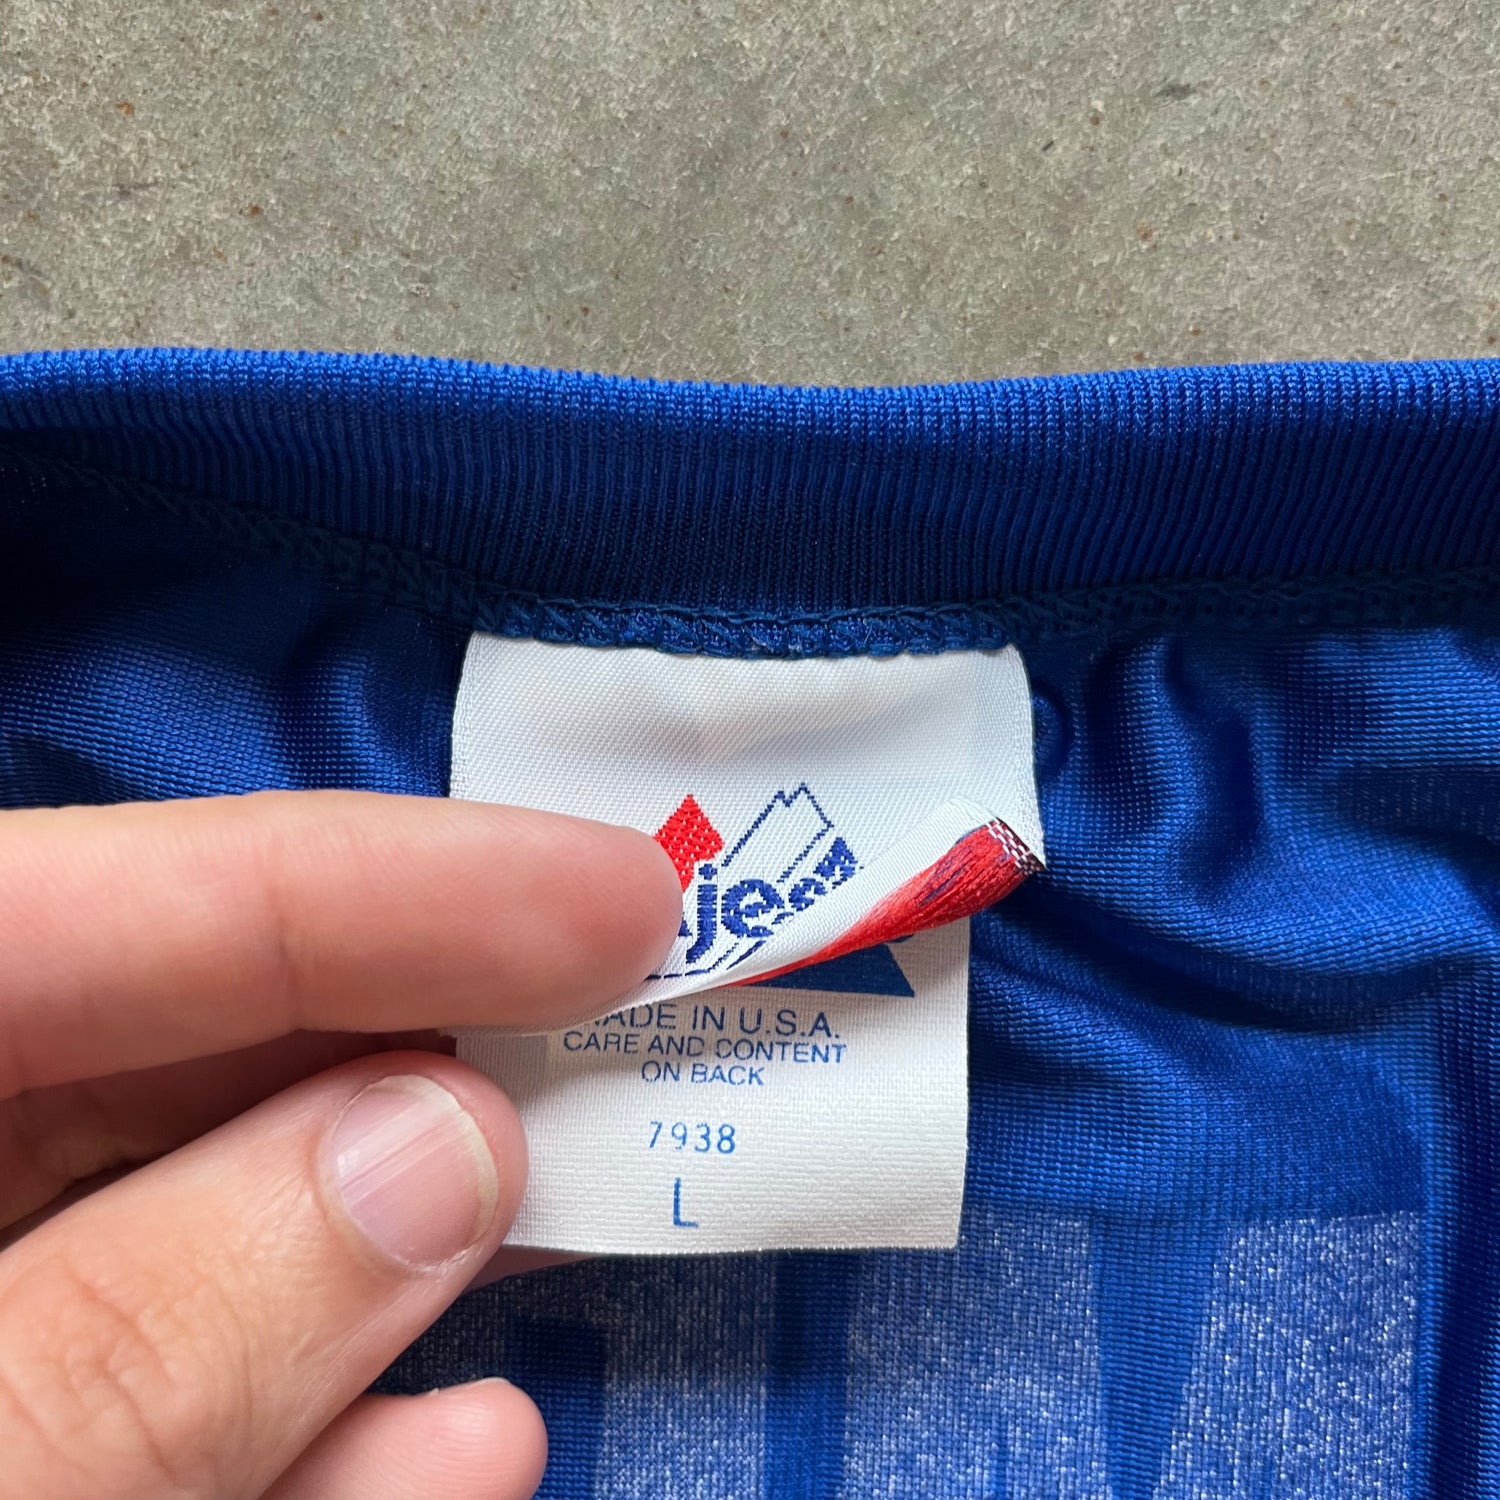 MADE IN U.S.A.
CARE AND CONTENT
ON BACK
7938
L